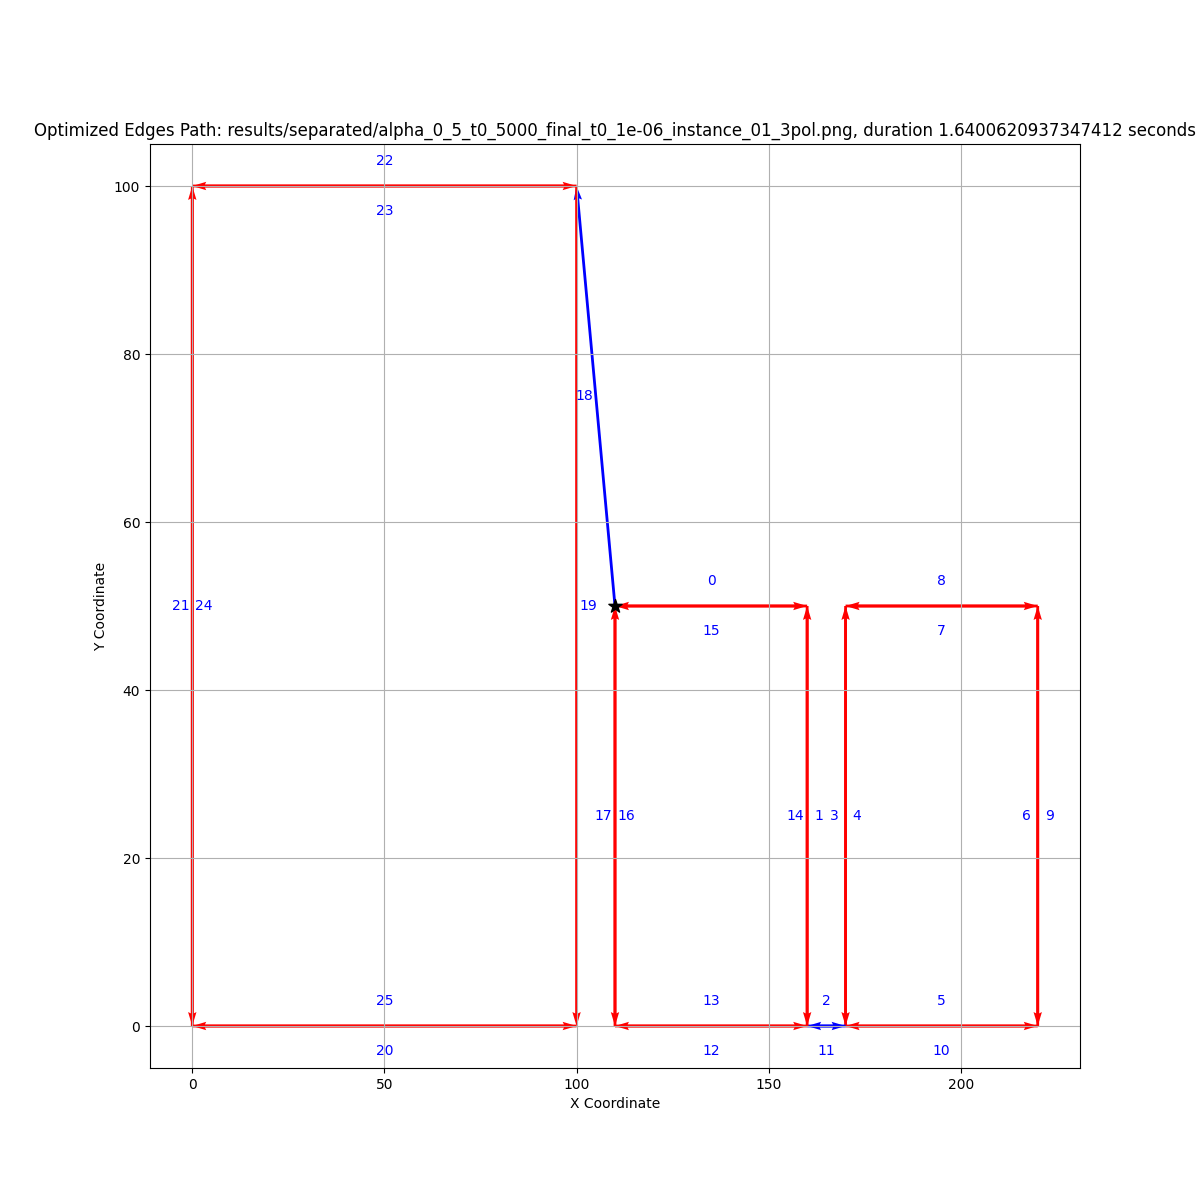 Optimized Edges Path: results/separated/alpha_0_5_t0_5000_final_t0_1e-06_instance_01_3pol.png, duration 1.6400620937347412 seconds
22
100
23
80
18
60
0 8
21 24 19
15 7
Y Coordinate
40
17 16 14 1 3 4 6 9
20
25 13 2 5
0
20 12 11 10
0 50 100 150 200
X Coordinate